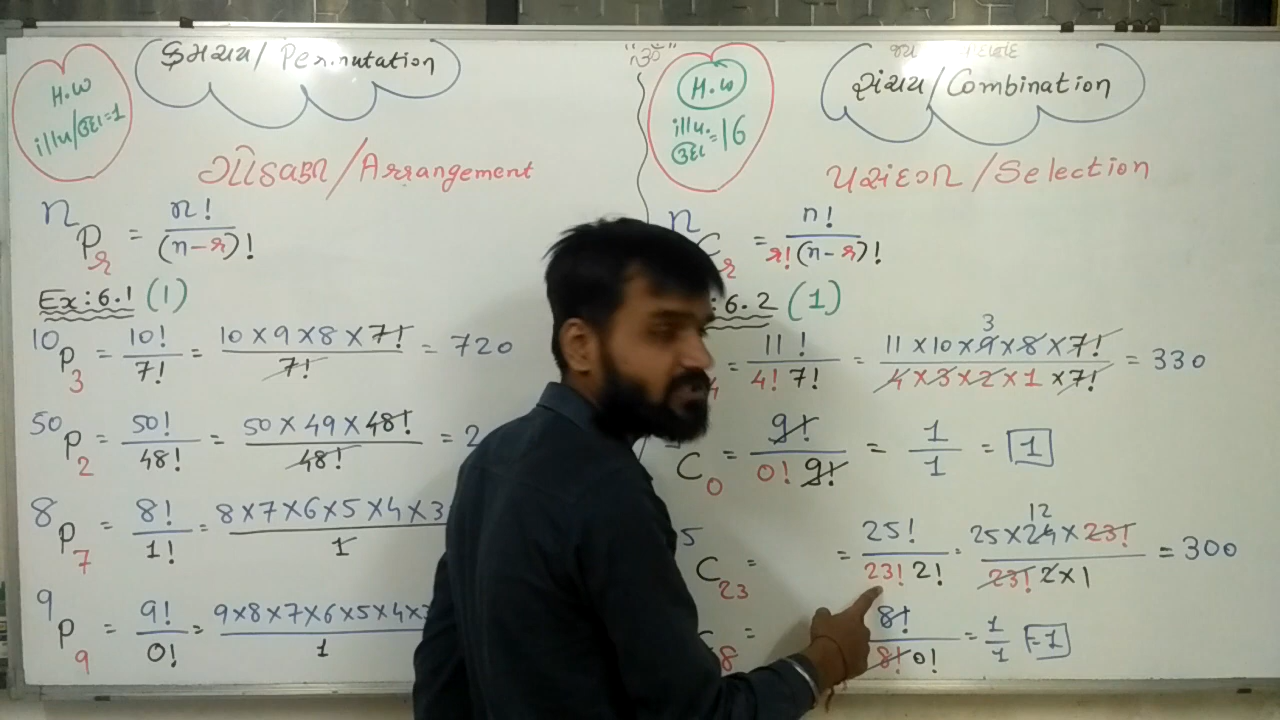 H.W
illu/ઉદા=1
ક્રમચય / Permutation
ગોઠવણ / Arrangement
nPr = n! / (n-r)!
Ex: 6.1 (1)
10P3 = 10! / 7! = 10 × 9 × 8 × 7! / 7! = 720
50P2 = 50! / 48! = 50 × 49 × 48! / 48! = 2
8P7 = 8! / 1! = 8×7×6×5×4×3 / 1
9P9 = 9! / 0! = 9×8×7×6×5×4× / 1
H.W
illu.
ઉદા = 16
સંચય / Combination
પસંદગી / Selection
nCr = n! / r!(n-r)!
: 6.2 (1)
4 = 11! / 4! 7! = 11 × 10 × 9 3 × 8 × 7! / 4 × 3 × 2 × 1 × 7! = 330
C0 = 9! / 0! 9! = 1 / 1 = 1
5C23 = = 25! / 23! 2! = 25 × 24 12 × 23! / 23! 2×1 = 300
C8 = 8! / 8! 0! = 1 / 1 = 1